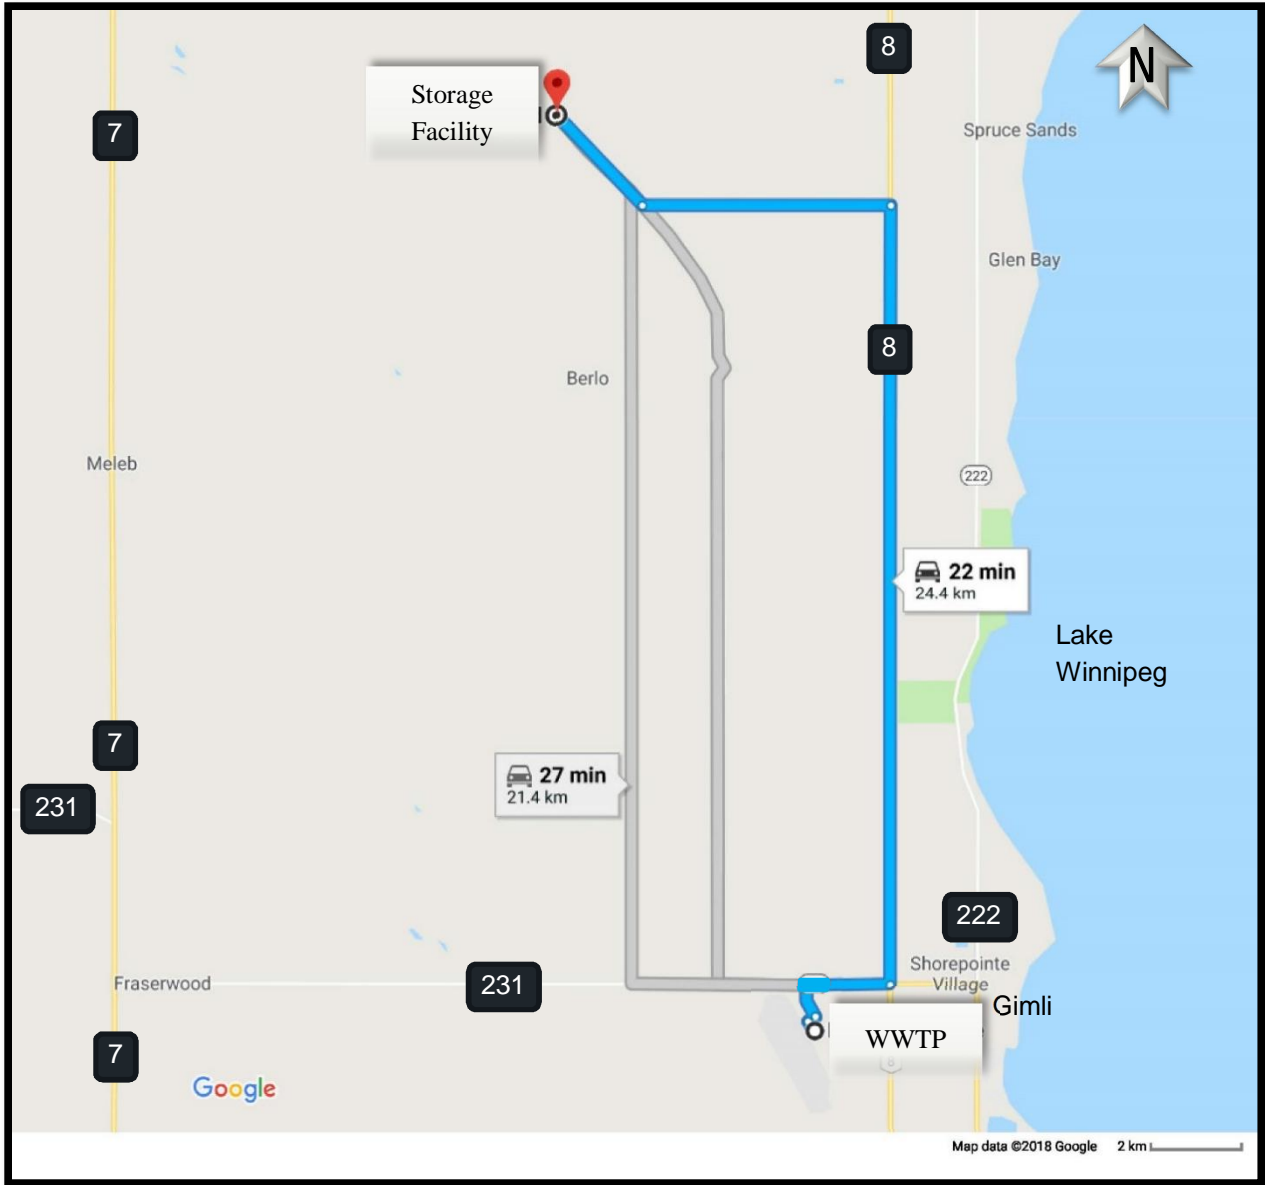 8
N
Storage
Facility
7
Spruce Sands
Glen Bay
8
Berlo
Meleb
222
22 min
24.4 km
Lake
Winnipeg
7
27 min
21.4 km
231
222
Shorepointe
Village
Fraserwood
231
Gimli
WWTP
7
8
Google
Map data ©2018 Google 2 km